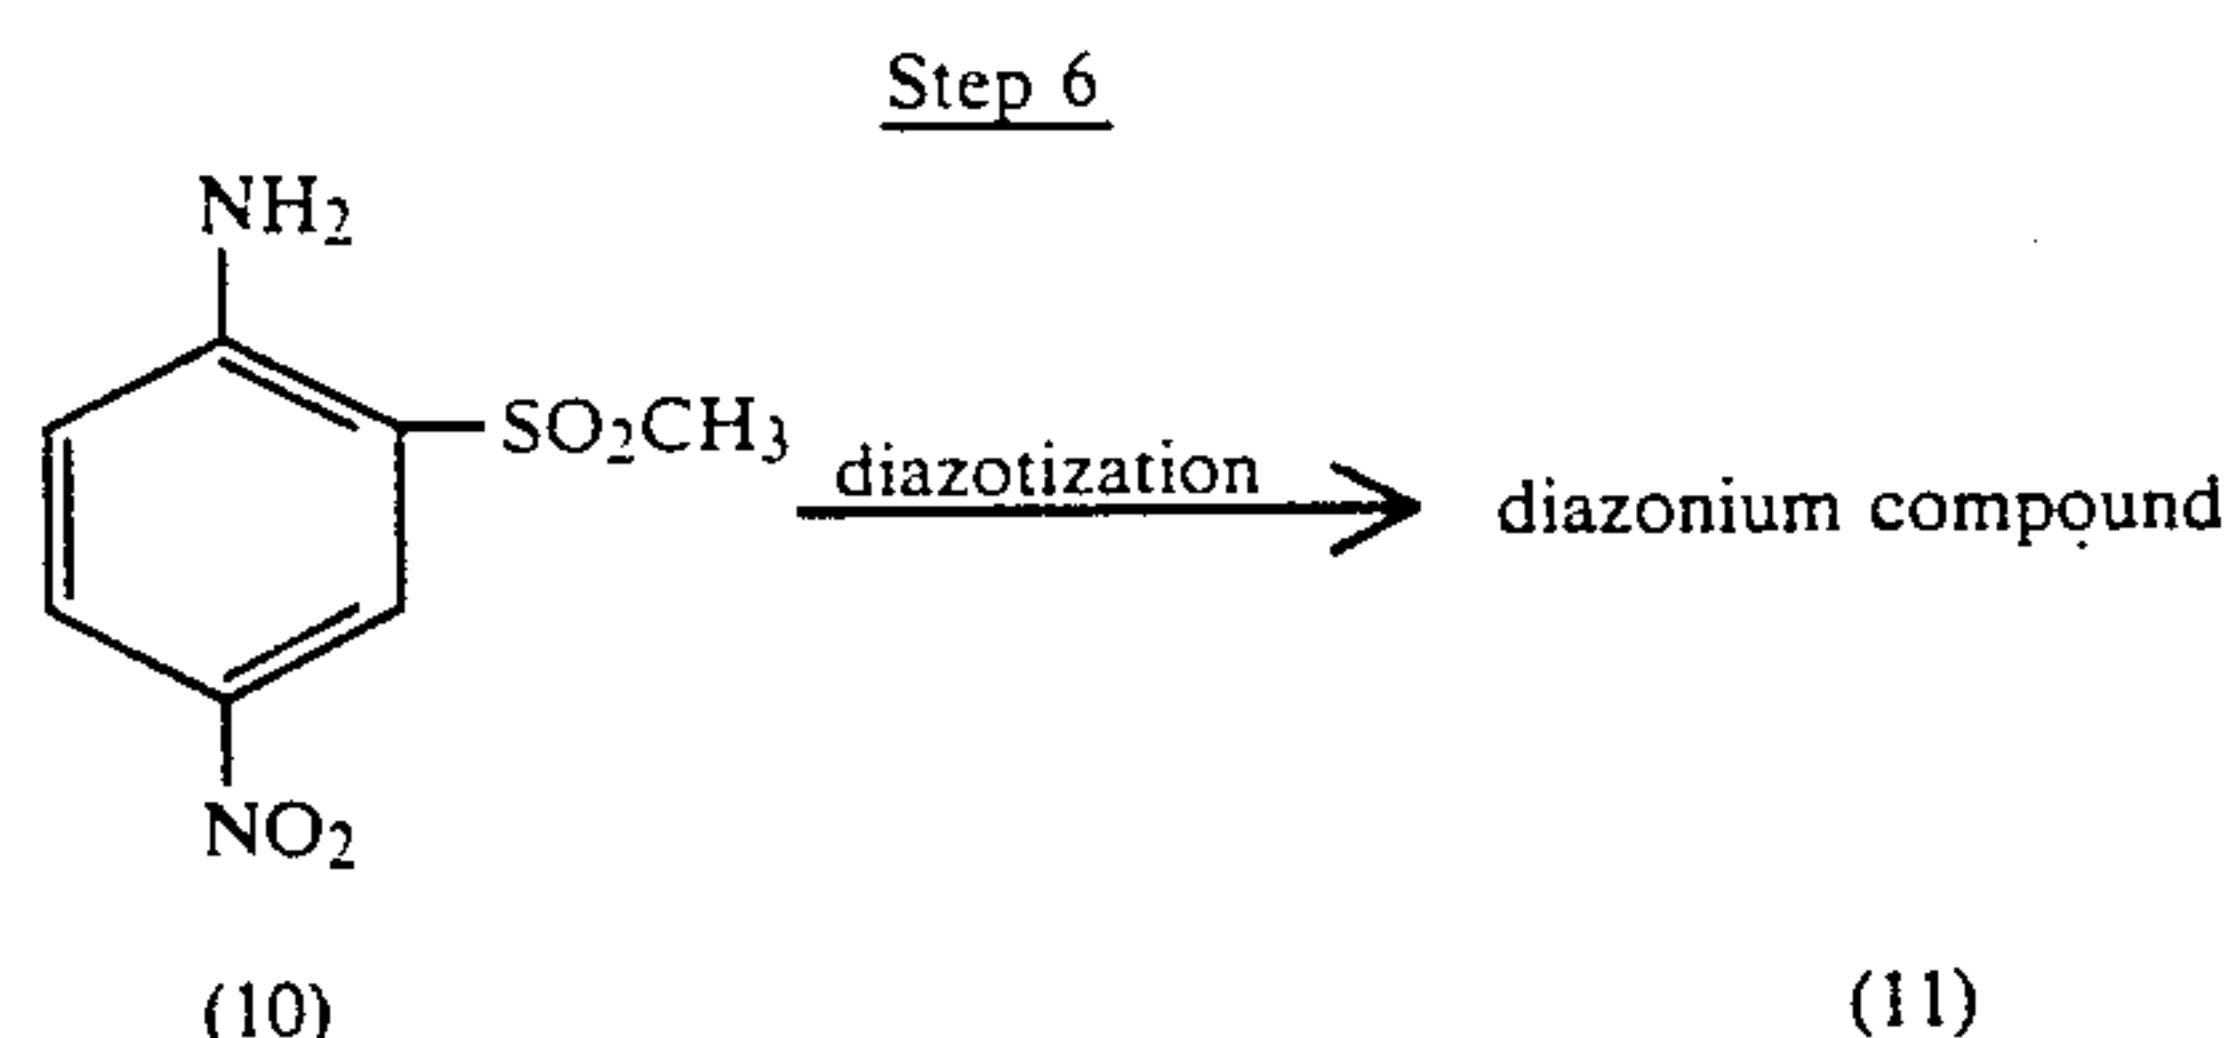 Step 6
NH2
SO2CH3
diazotization
diazonium compound
NO2
(10)
(11)